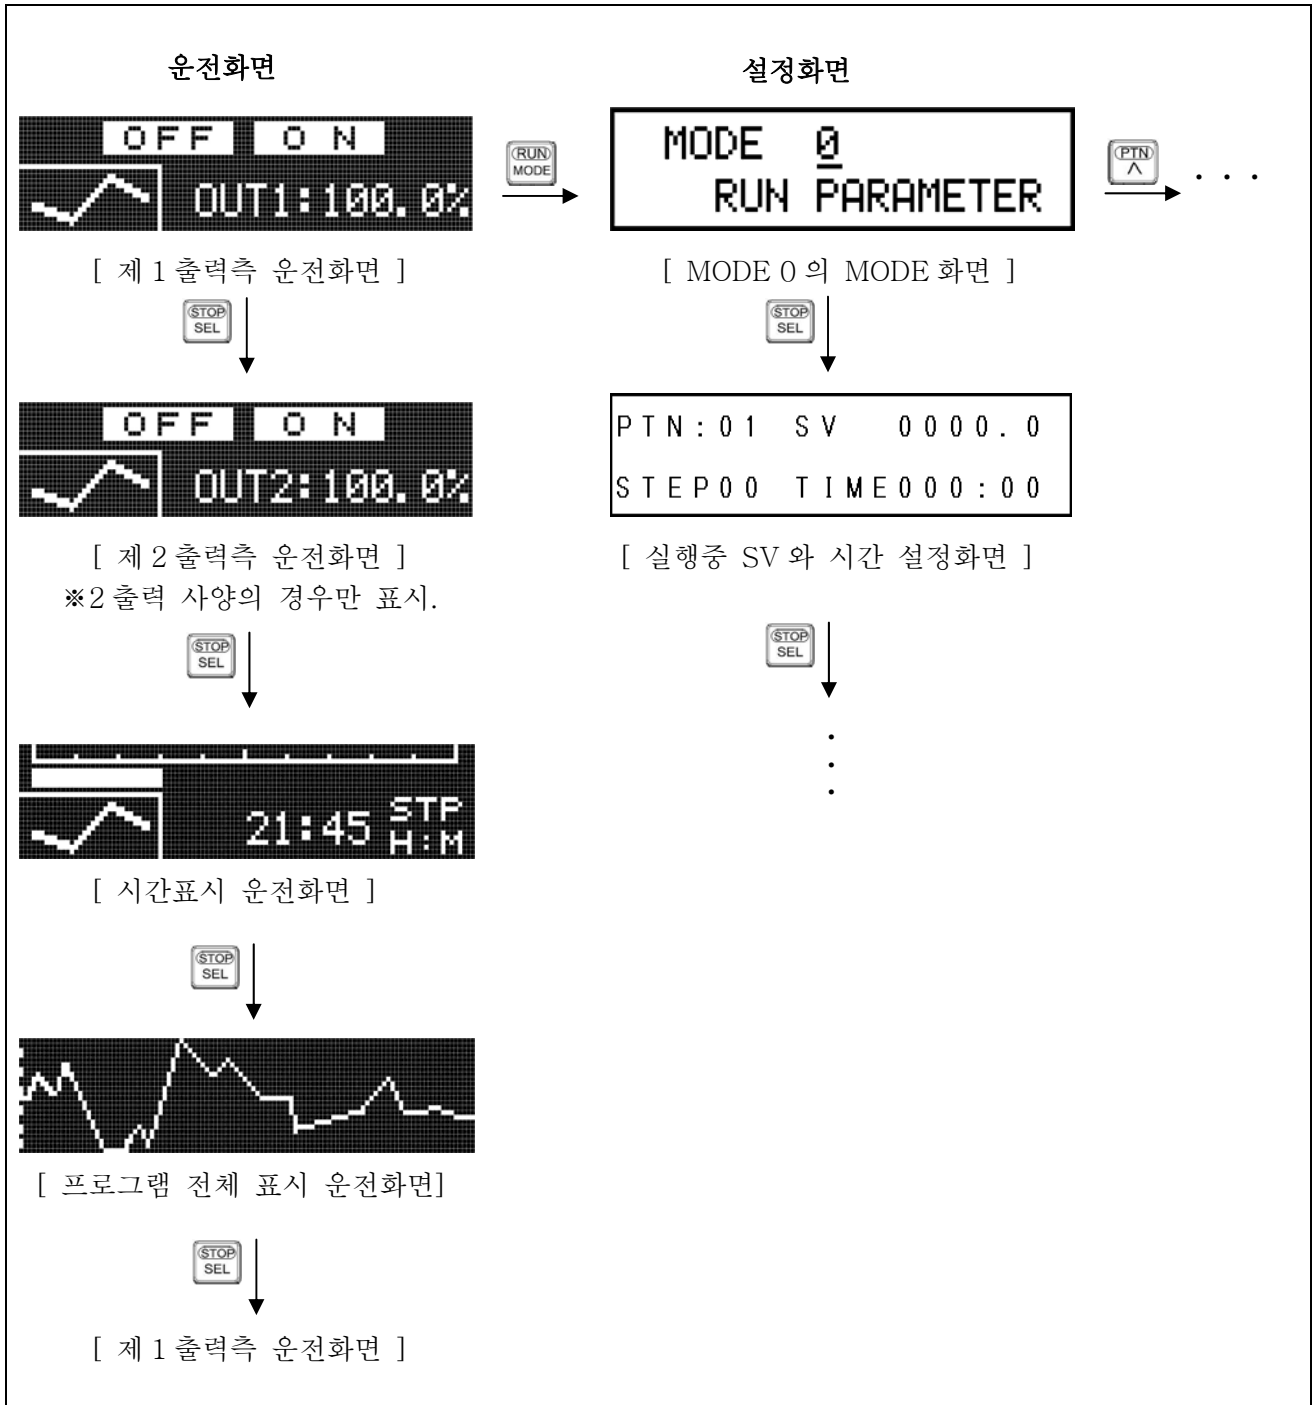 운전화면
설정화면
OFF ON
OUT1:100.0%
RUN
MODE
MODE 0
RUN PARAMETER
PTN
∧
· · ·
[ 제 1 출력측 운전화면 ]
[ MODE 0 의 MODE 화면 ]
STOP
SEL
STOP
SEL
OFF ON
OUT2:100.0%
PTN:01 SV 0000.0
STEP00 TIME000:00
[ 제 2 출력측 운전화면 ]
※2 출력 사양의 경우만 표시.
[ 실행중 SV 와 시간 설정화면 ]
STOP
SEL
STOP
SEL
21:45 STP
H:M
[ 시간표시 운전화면 ]
STOP
SEL
[ 프로그램 전체 표시 운전화면]
STOP
SEL
[ 제 1 출력측 운전화면 ]